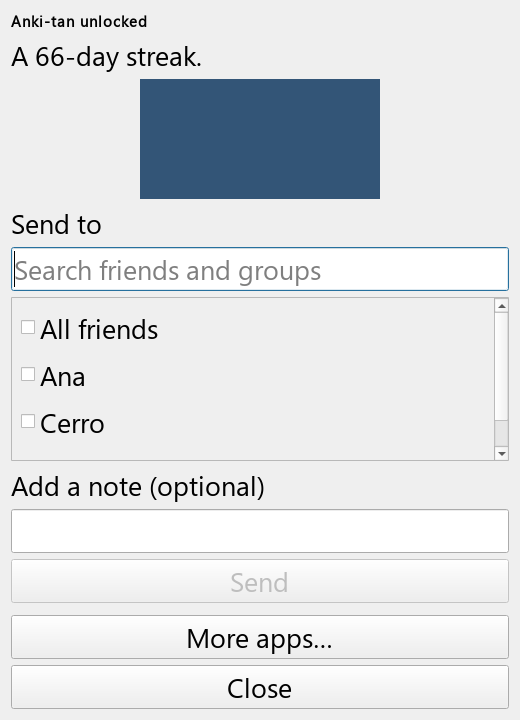 Anki-tan unlocked
A 66-day streak.
Send to
Search friends and groups
All friends
Ana
Cerro
Add a note (optional)
Send
More apps...
Close